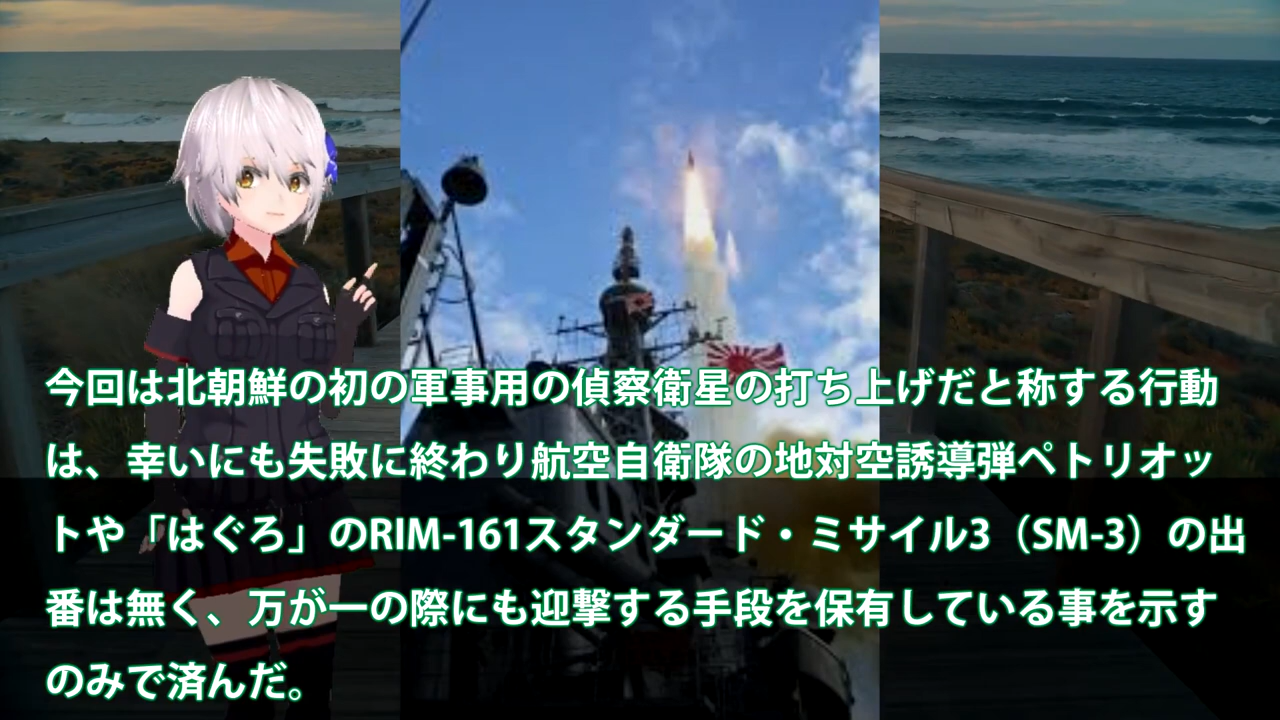 今回は北朝鮮の初の軍事用の偵察衛星の打ち上げだと称する行動
は、幸いにも失敗に終わり航空自衛隊の地対空誘導弾ペトリオッ
トや「はぐろ」のRIM-161スタンダード・ミサイル3（SM-3）の出
番は無く、万が一の際にも迎撃する手段を保有している事を示す
のみで済んだ。